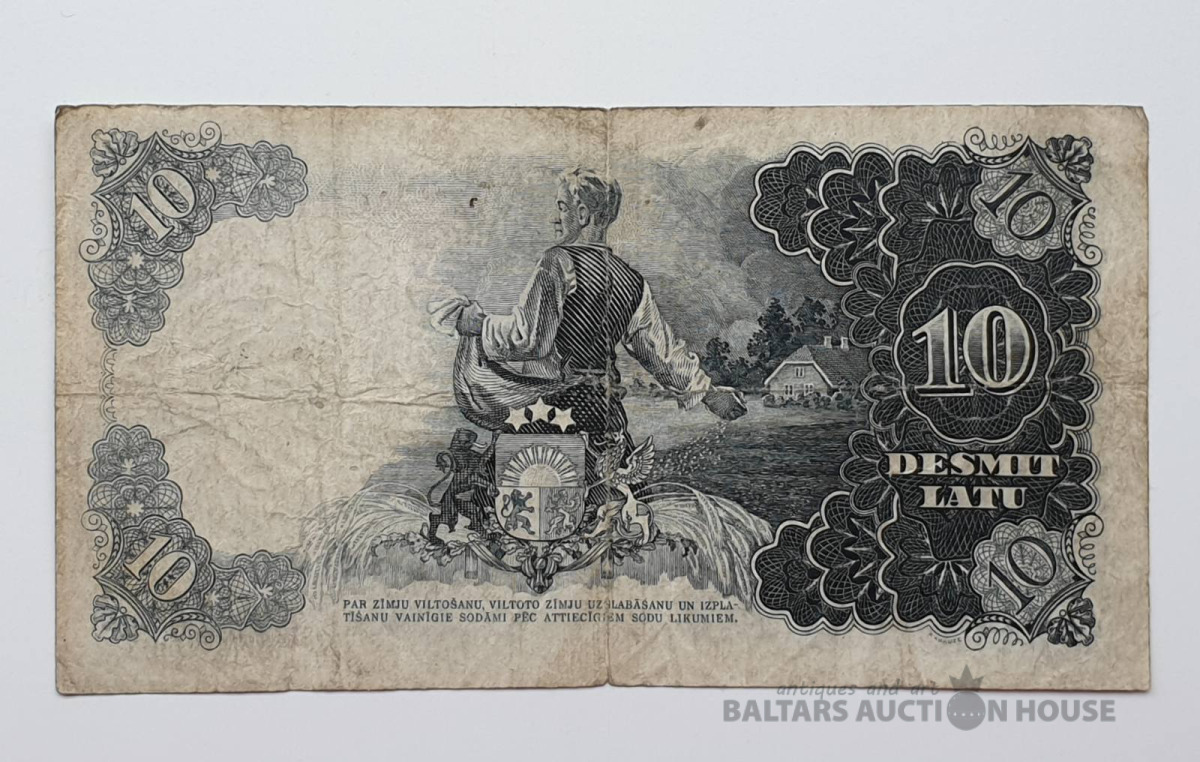 10
10
10
DESMIT
LATU
10
10
PAR ZĪMJU VILTOŠANU, VILTOTO ZĪMJU UZGLABĀŠANU UN IZPLA-
TĪŠANU VAINĪGIE SODĀMI PĒC ATTIECĪGIEM SODU LIKUMIEM.
antiques and art
BALTARS AUCTION HOUSE